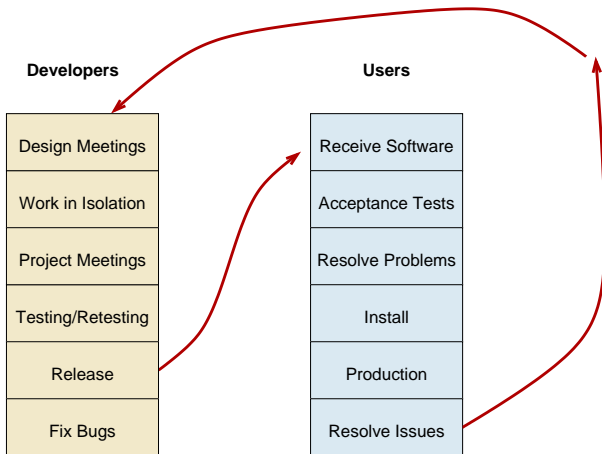 Developers
Design Meetings
Work in Isolation
Project Meetings
Testing/Retesting
Release
Fix Bugs
Users
Receive Software
Acceptance Tests
Resolve Problems
Install
Production
Resolve Issues